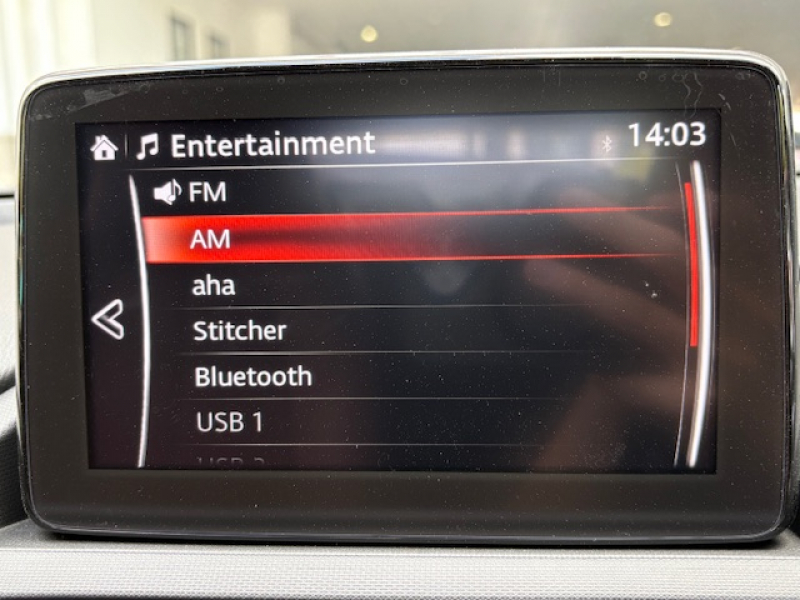 Entertainment 14:03
FM
AM
aha
Stitcher
Bluetooth
USB 1